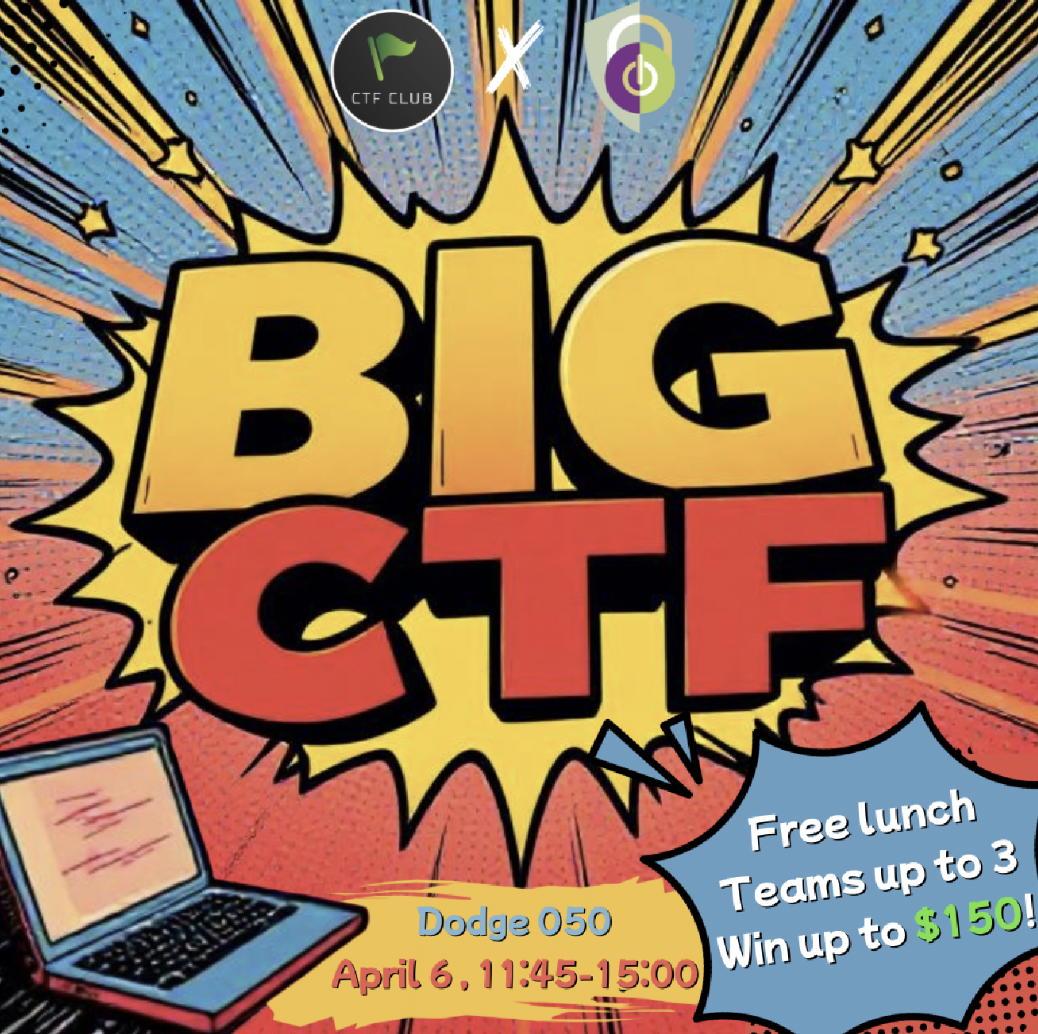 CTF CLUB
X
BIG
CTF
Free lunch
Teams up to 3
Win up to $150!
Dodge 050
April 6 , 11:45-15:00